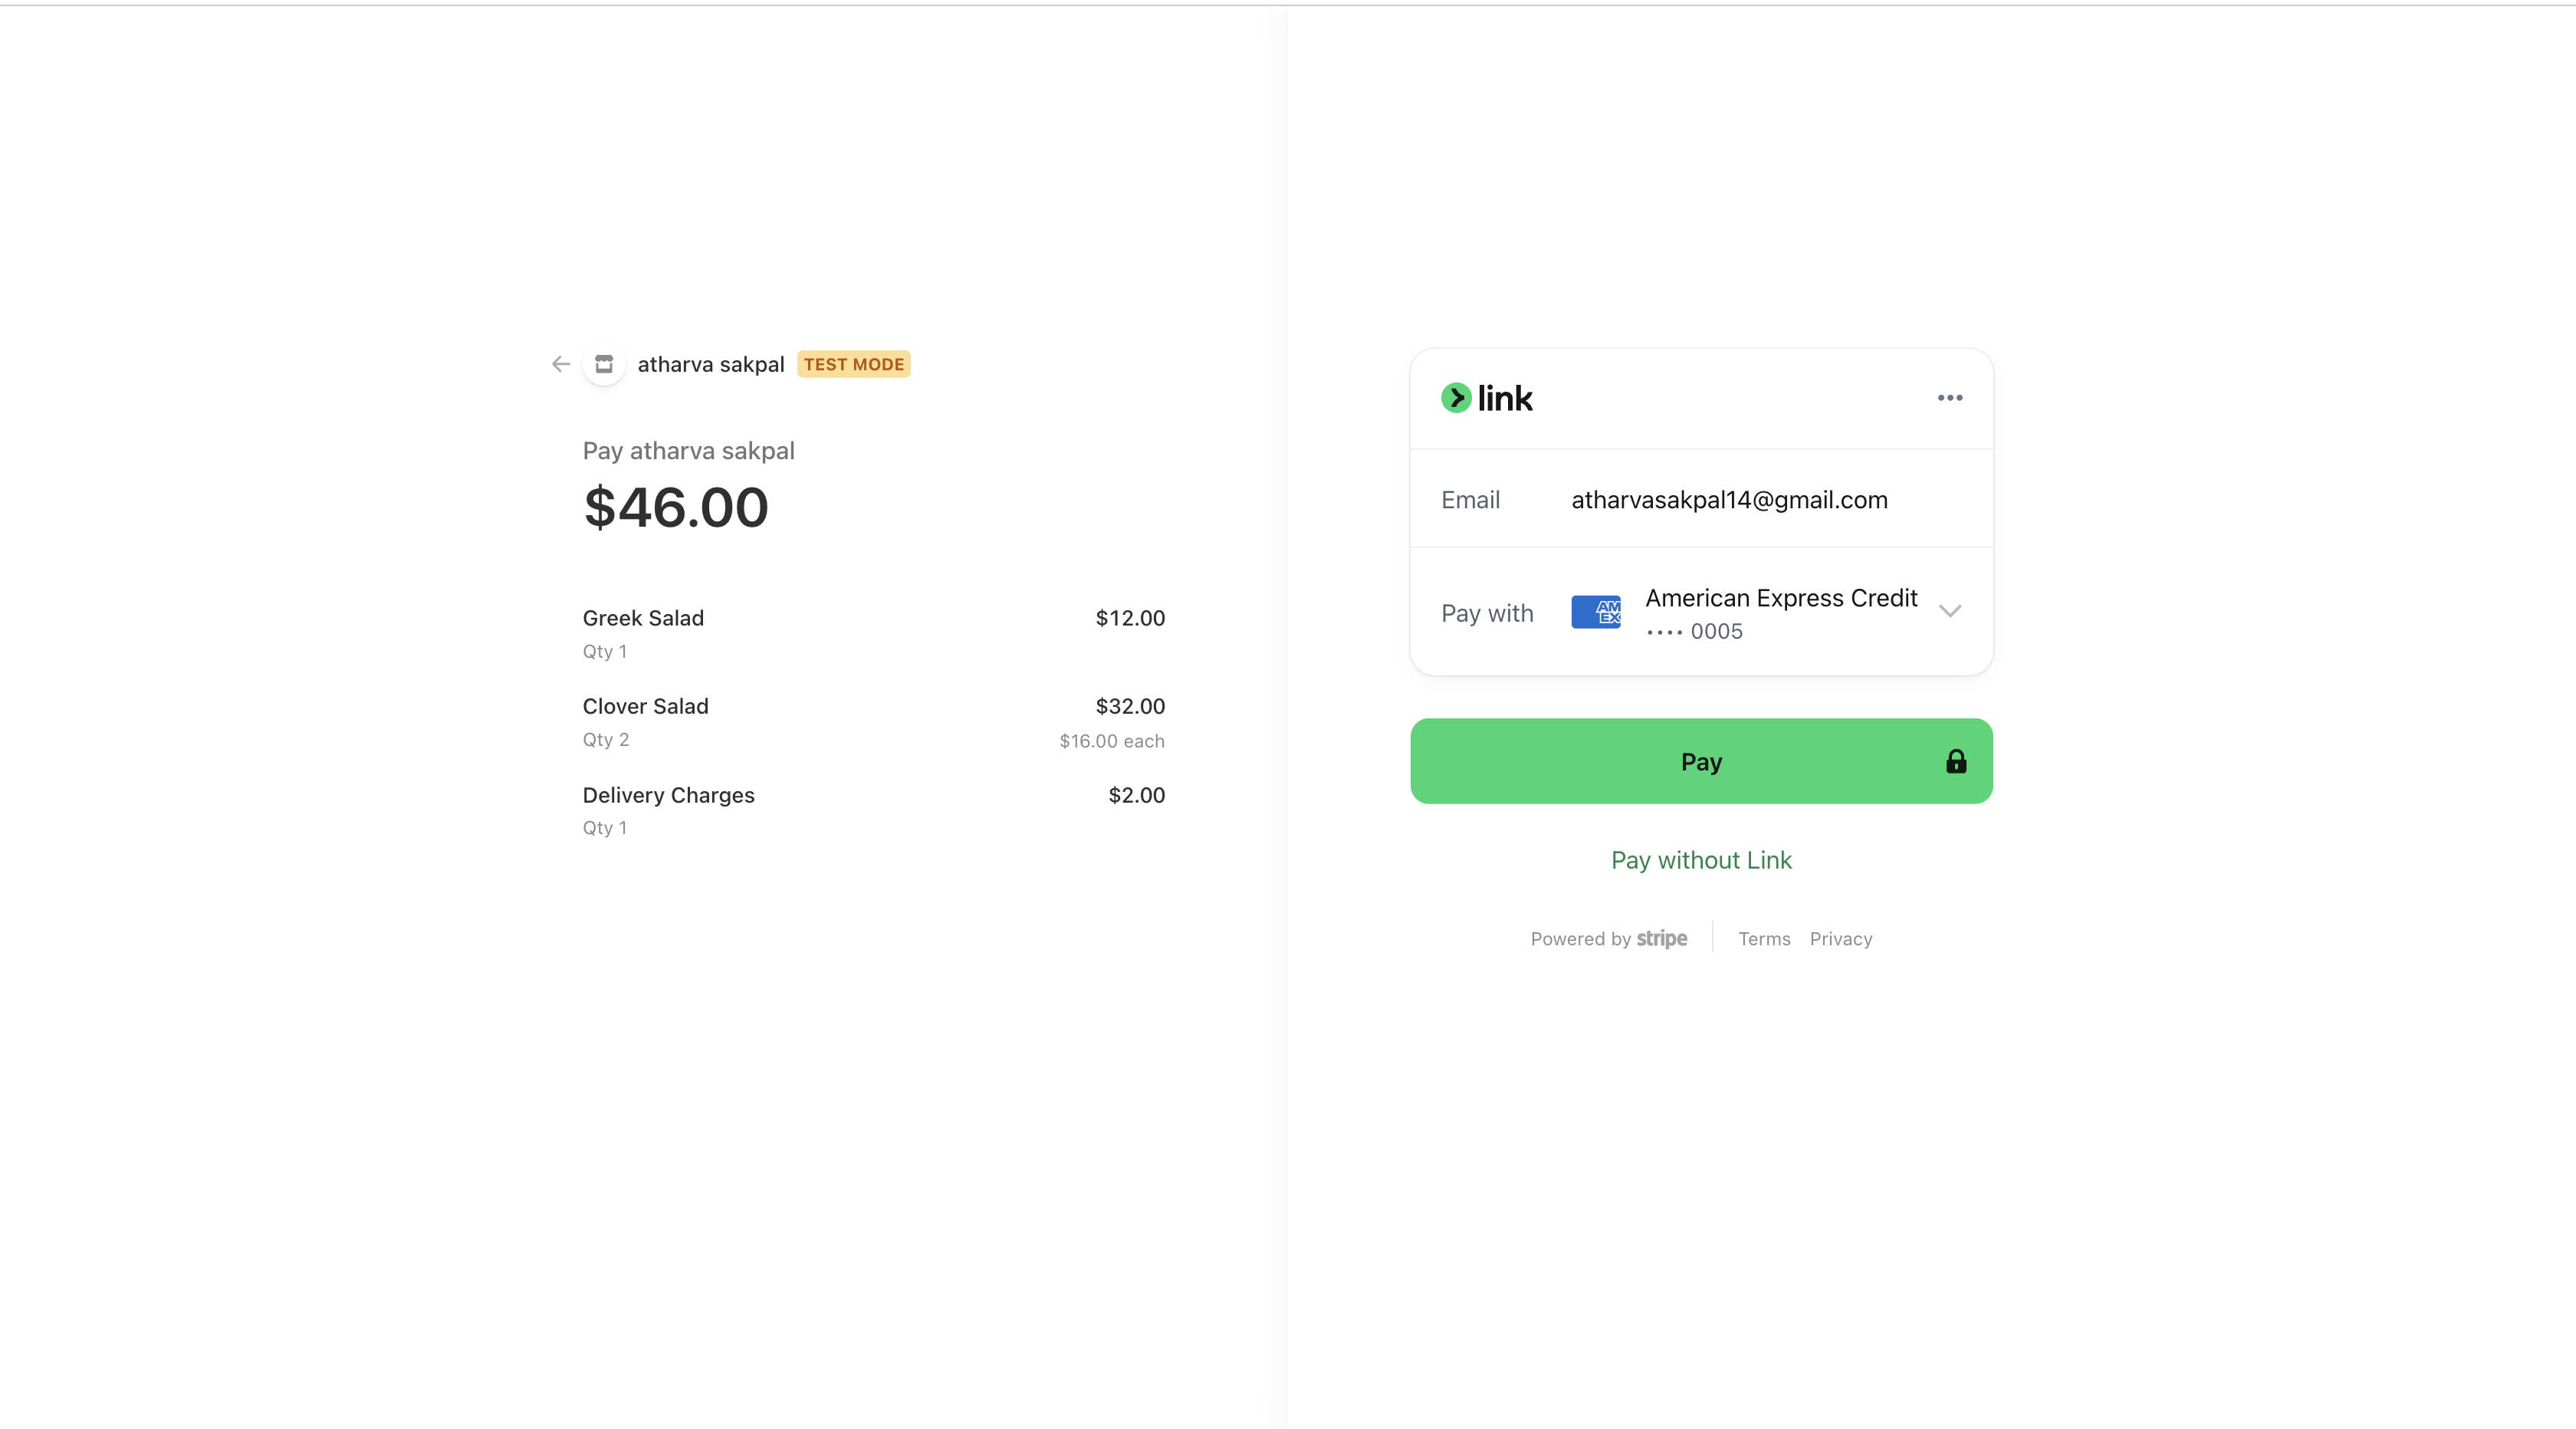 atharva sakpal TEST MODE
Pay atharva sakpal
$46.00
Greek Salad $12.00
Qty 1
Clover Salad $32.00
Qty 2 $16.00 each
Delivery Charges $2.00
Qty 1
link
Email atharvasakpal14@gmail.com
Pay with AMEX American Express Credit
•••• 0005
Pay
Pay without Link
Powered by stripe Terms Privacy